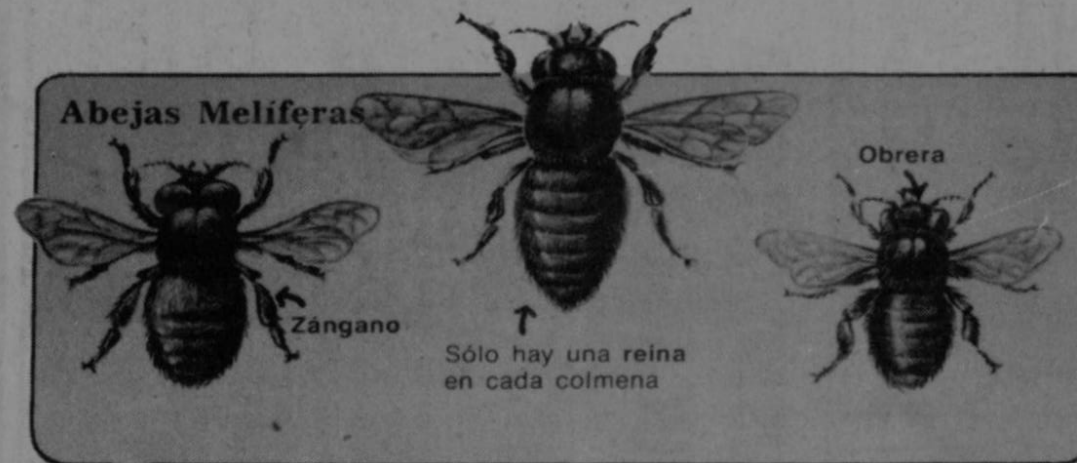 Abejas Melíferas
Obrera
Zángano
Sólo hay una reina
en cada colmena